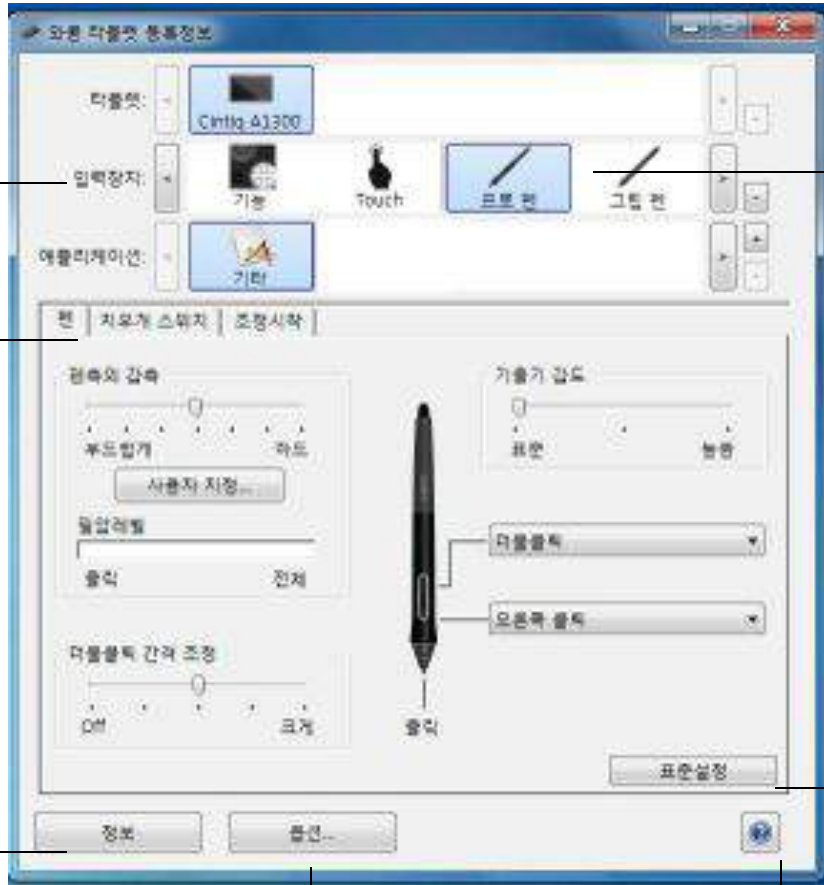 와콤 타블렛 등록정보
타블렛:
Cintiq A1300
입력장치:
기능
Touch
프로 펜
그립 펜
애플리케이션:
기타
펜
지우개 스위치
조정시작
펜촉의 감촉
기울기 감도
부드럽게
하드
표준
능동
사용자 지정...
필압레벨
클릭
전체
더블클릭
오른쪽 클릭
더블클릭 간격 조정
Off
크게
클릭
표준설정
정보
옵션...